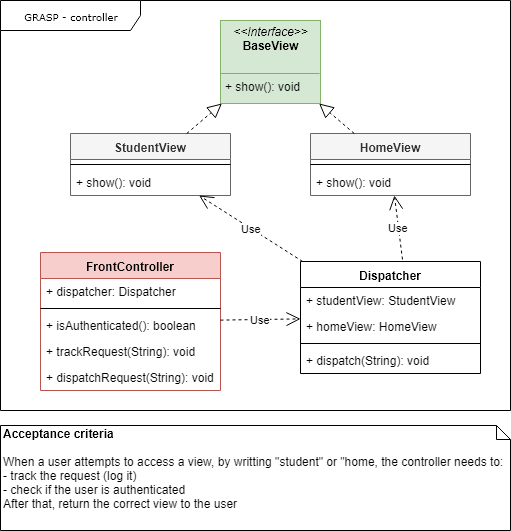 GRASP - controller
<<interface>>
BaseView
+ show(): void
StudentView
+ show(): void
HomeView
+ show(): void
Use
Use
FrontController
+ dispatcher: Dispatcher
+ isAuthenticated(): boolean
+ trackRequest(String): void
+ dispatchRequest(String): void
Use
Dispatcher
+ studentView: StudentView
+ homeView: HomeView
+ dispatch(String): void
Acceptance criteria
When a user attempts to access a view, by writting "student" or "home, the controller needs to:
- track the request (log it)
- check if the user is authenticated
After that, return the correct view to the user